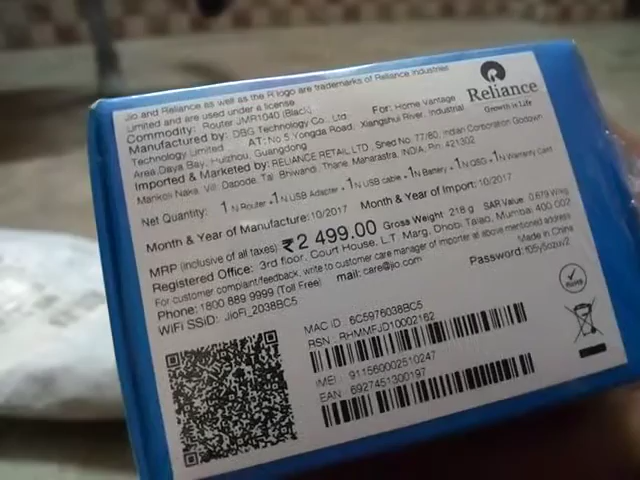 Jio and Reliance as well as the R logo are trademarks of Reliance Industries
Limited and are used under a license
Reliance
Growth is Life
Commodity: Router JMR1040 (Black)
Manufactured by: DBG Technology Co., Ltd. For: Home Vantage
Technology Limited AT: No.5,Yongda Road, Xiangshui River, Industrial
Area,Daya Bay, Huizhou, Guangdong
Imported & Marketed by: RELIANCE RETAIL LTD., Shed No. 77/80, Indian Corporation Godown
Mankoli Naka, Vill. Dapode, Tal. Bhiwandi, Thane, Maharastra, INDIA, Pin: 421302
Net Quantity: 1 N Router • 1 N USB Adapter • 1 N USB cable • 1 N Battery • 1 N QSG • 1 N Warranty Card
Month & Year of Manufacture: 10/2017 Month & Year of Import: 10/2017
MRP (inclusive of all taxes) ₹2 499.00 Gross Weight 218 g SAR Value 0.679 W/kg
Registered Office: 3rd floor, Court House, L.T. Marg, Dhobi Talao, Mumbai, 400 002
For customer complaint/feedback, write to customer care manager of importer at above mentioned address
Phone: 1800 889 9999 (Toll Free) mail: care@jio.com Made in China
WiFi SSID: JioFi_2038BC5 Password: f05y5ozuv2
MAC ID : 6C5976038BC5
RSN : RHMMFJD10002162
IMEI : 911560002510247
EAN : 6927451300197
RoHS